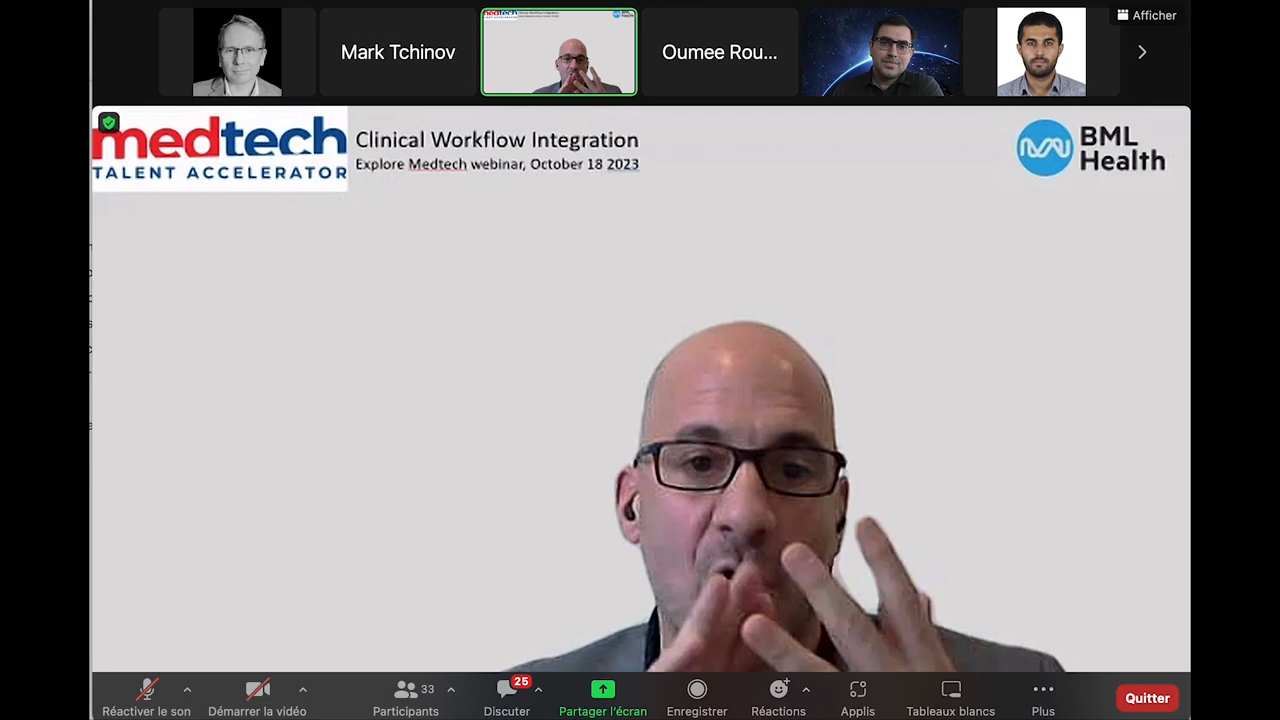 Mark Tchinov
Oumee Rou...
Afficher
medtech
TALENT ACCELERATOR
Clinical Workflow Integration
Explore Medtech webinar, October 18 2023
BML
Health
33
25
Réactiver le son
Démarrer la vidéo
Participants
Discuter
Partager l'écran
Enregistrer
Réactions
Applis
Tableaux blancs
Plus
Quitter